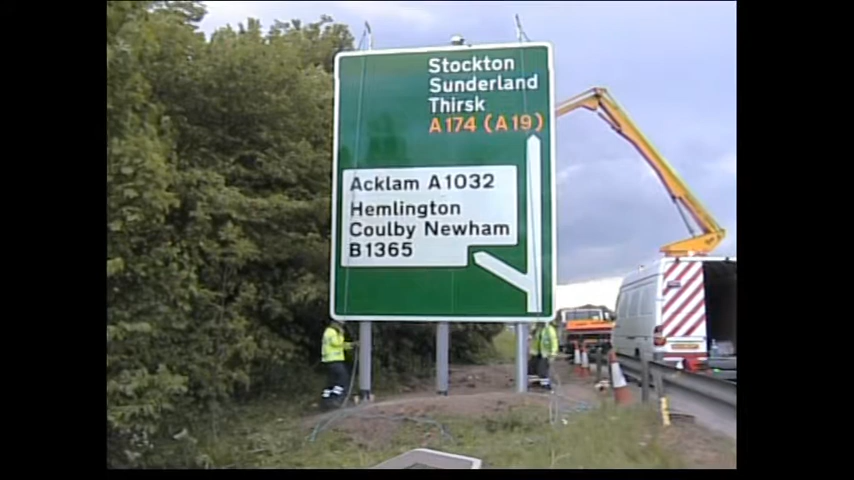 Stockton
Sunderland
Thirsk
A174 (A19)
Acklam A1032
Hemlington
Coulby Newham
B1365